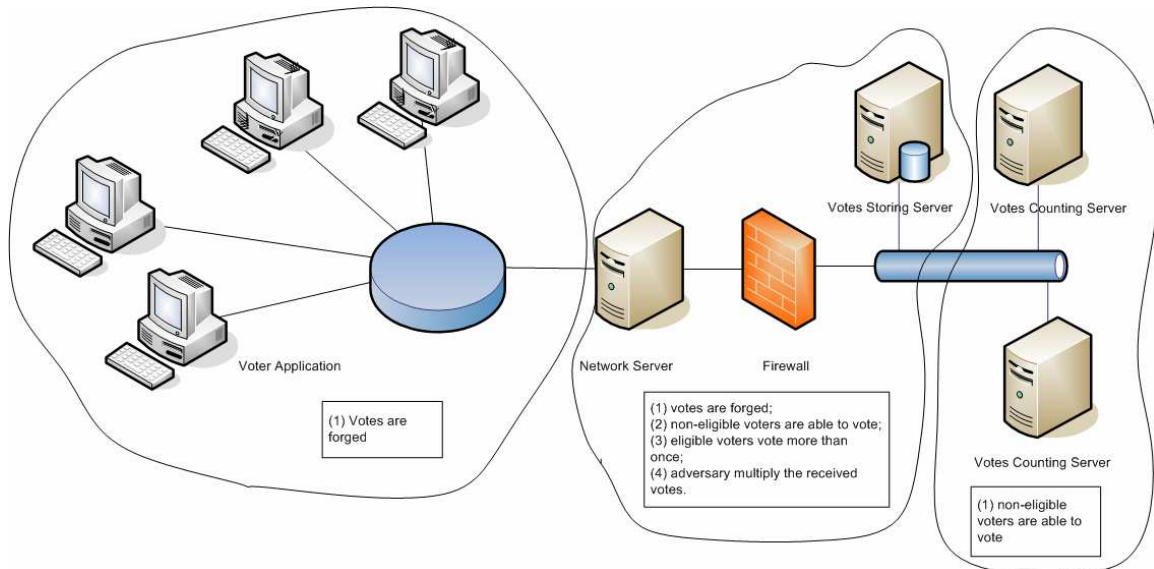 Voter Application
(1) Votes are
forged
Network Server
Firewall
(1) votes are forged;
(2) non-eligible voters are able to vote;
(3) eligible voters vote more than
once;
(4) adversary multiply the received
votes.
Votes Storing Server
Votes Counting Server
Votes Counting Server
(1) non-eligible
voters are able to
vote